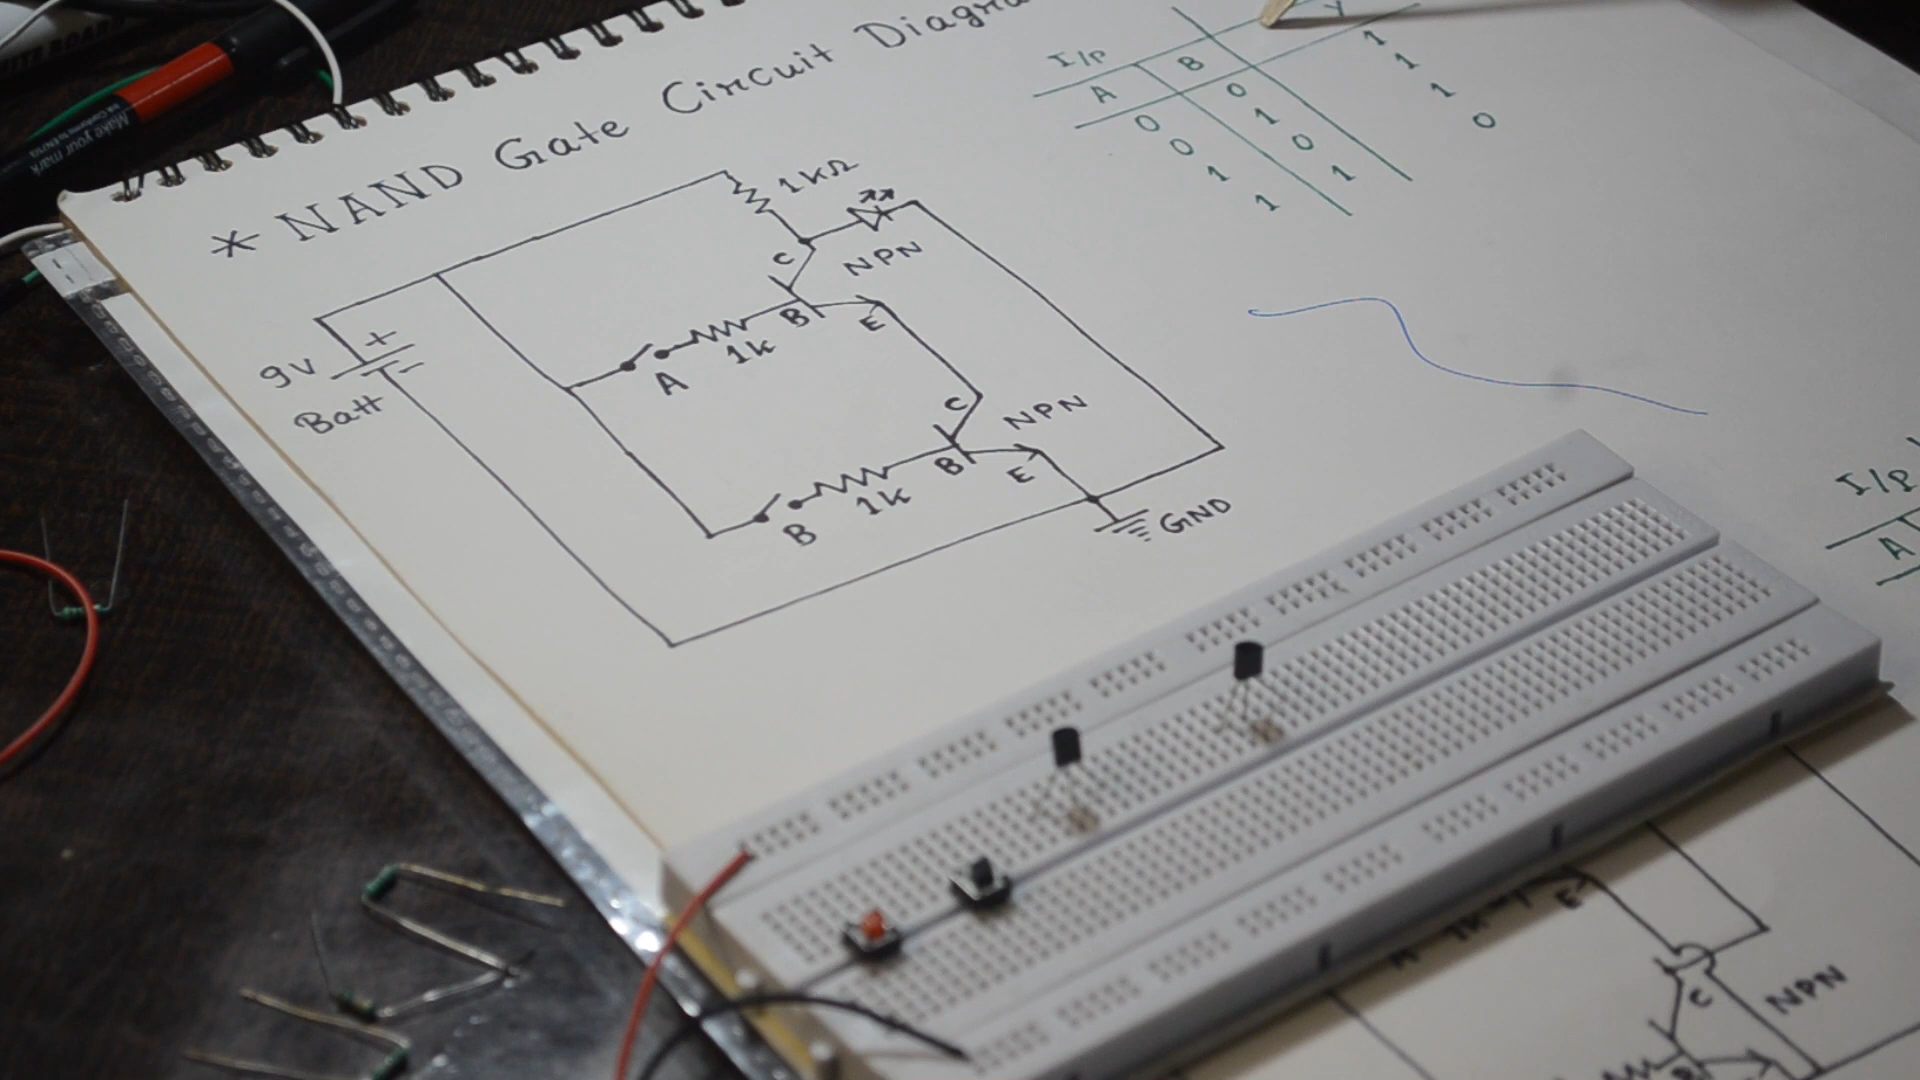 * NAND Gate Circuit
1kΩ
C
NPN
B
E
A
1k
9V
+
-
Batt
C
NPN
B
E
B
1k
GND
I/P
Y
A B
0 0 1
0 1 1
1 0 1
1 1 0
Make your mark
I/P
A
E
C
NPN